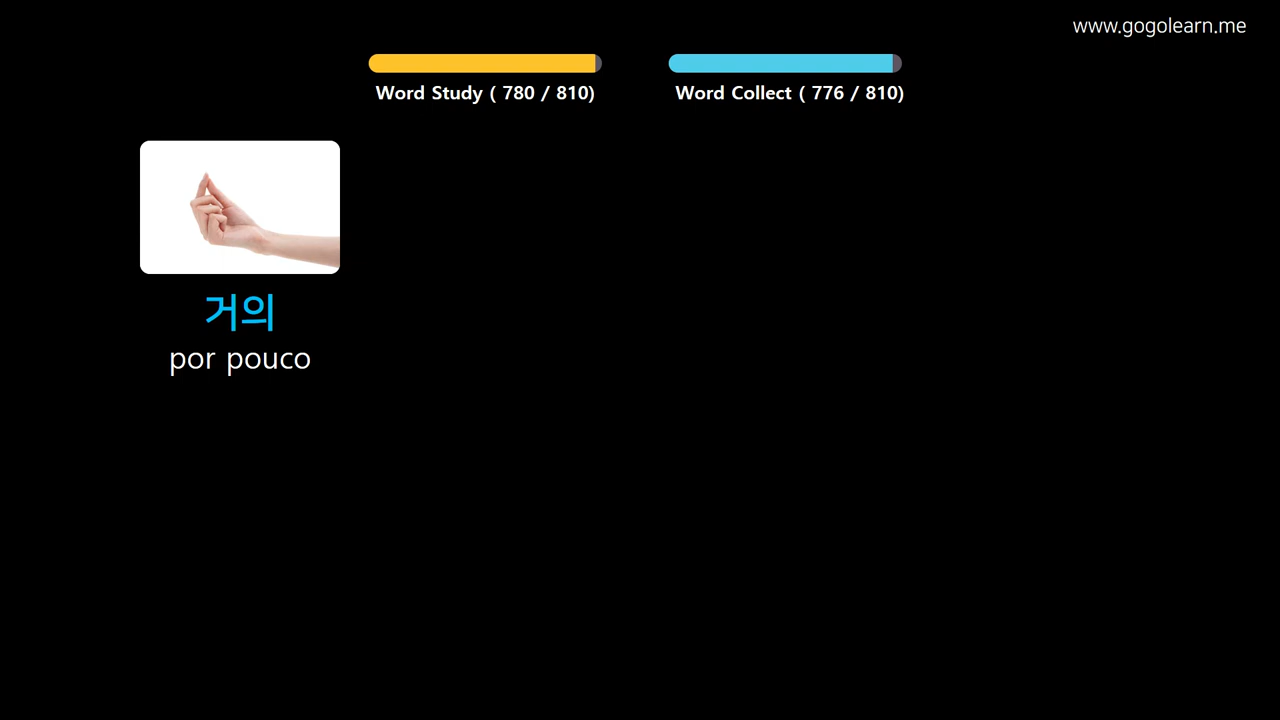 www.gogolearn.me
Word Study ( 780 / 810)
Word Collect ( 776 / 810)
거의
por pouco